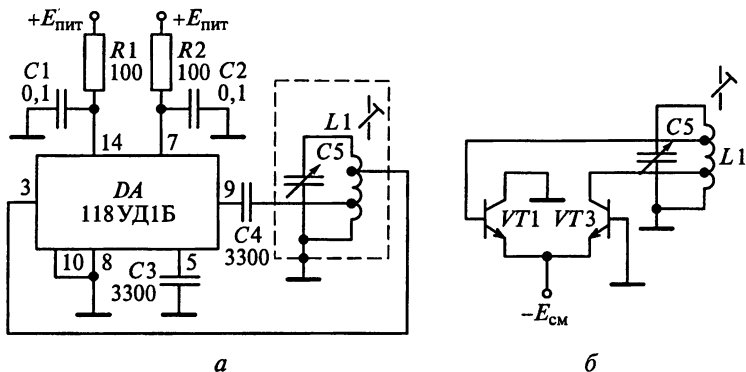 +E′пит
+Eпит
R1
100
R2
100
C1
0,1
C2
0,1
14
7
L1
C5
3
DA
118УД1Б
9
C4
3300
10
8
5
C3
3300
а
C5
L1
VT1
VT3
−Eсм
б